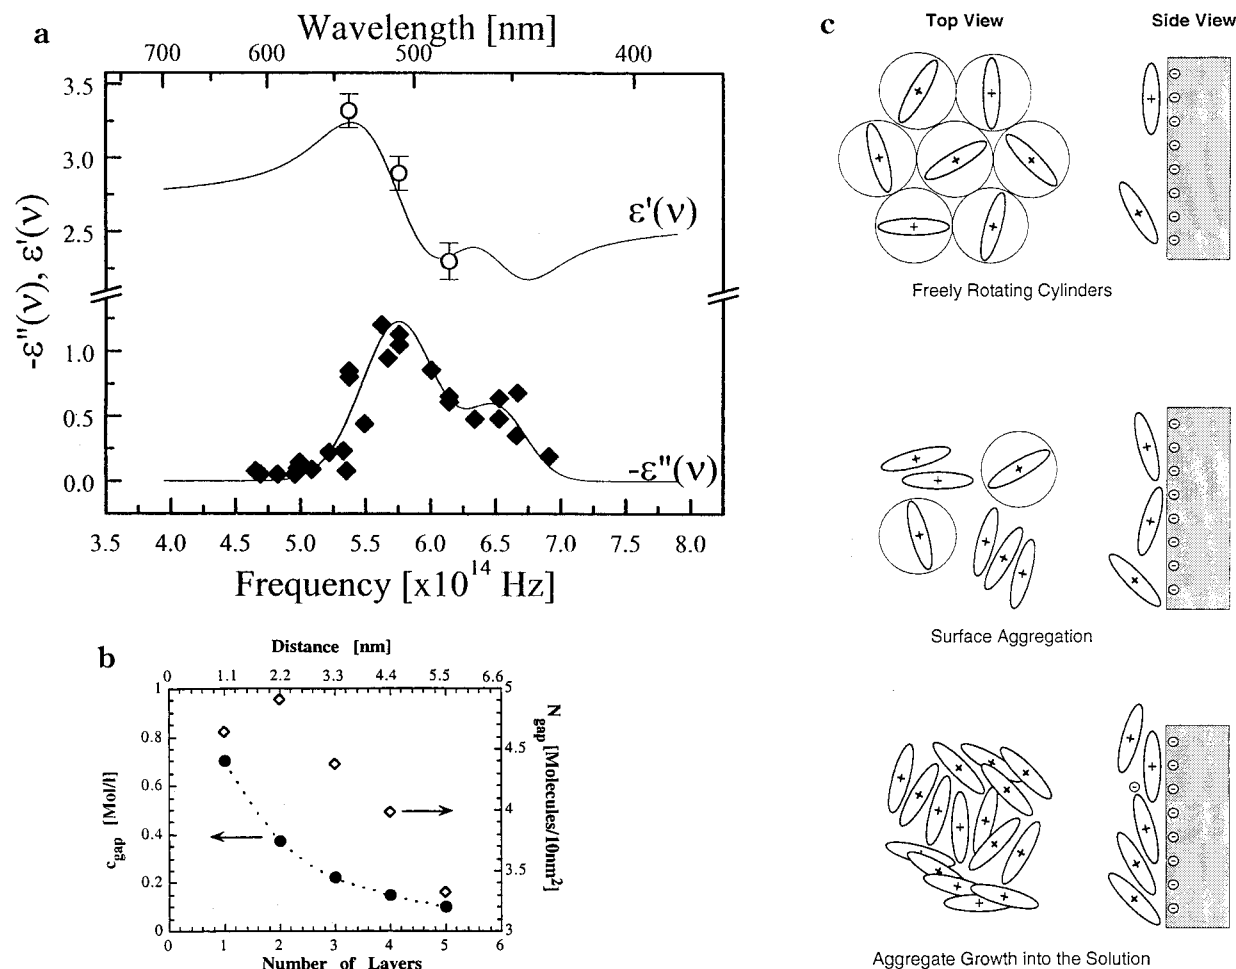 a
Wavelength [nm]
700 600 500 400
3.5
3.0
2.5
1.0
0.5
0.0
-ε"(ν), ε'(ν)
ε'(ν)
-ε"(ν)
3.5 4.0 4.5 5.0 5.5 6.0 6.5 7.0 7.5 8.0
Frequency [x10^14 Hz]
b
Distance [nm]
0 1.1 2.2 3.3 4.4 5.5 6.6
1
0.8
0.6
0.4
0.2
0
c_gap [Mol/l]
5
4.5
4
3.5
3
N_gap [Molecules/10nm²]
0 1 2 3 4 5 6
Number of Layers
c
Top View Side View
Freely Rotating Cylinders
Surface Aggregation
Aggregate Growth into the Solution